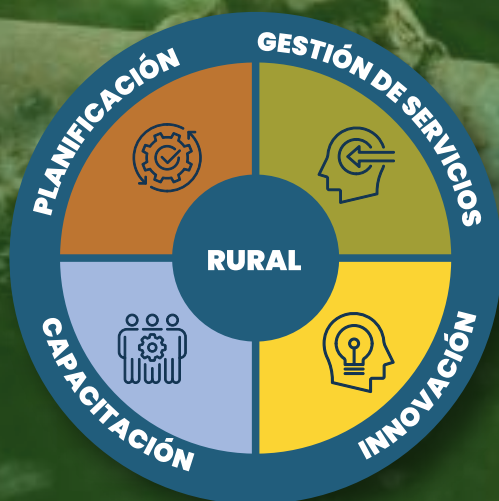 PLANIFICACIÓN
GESTIÓN DE SERVICIOS
RURAL
CAPACITACIÓN
INNOVACIÓN